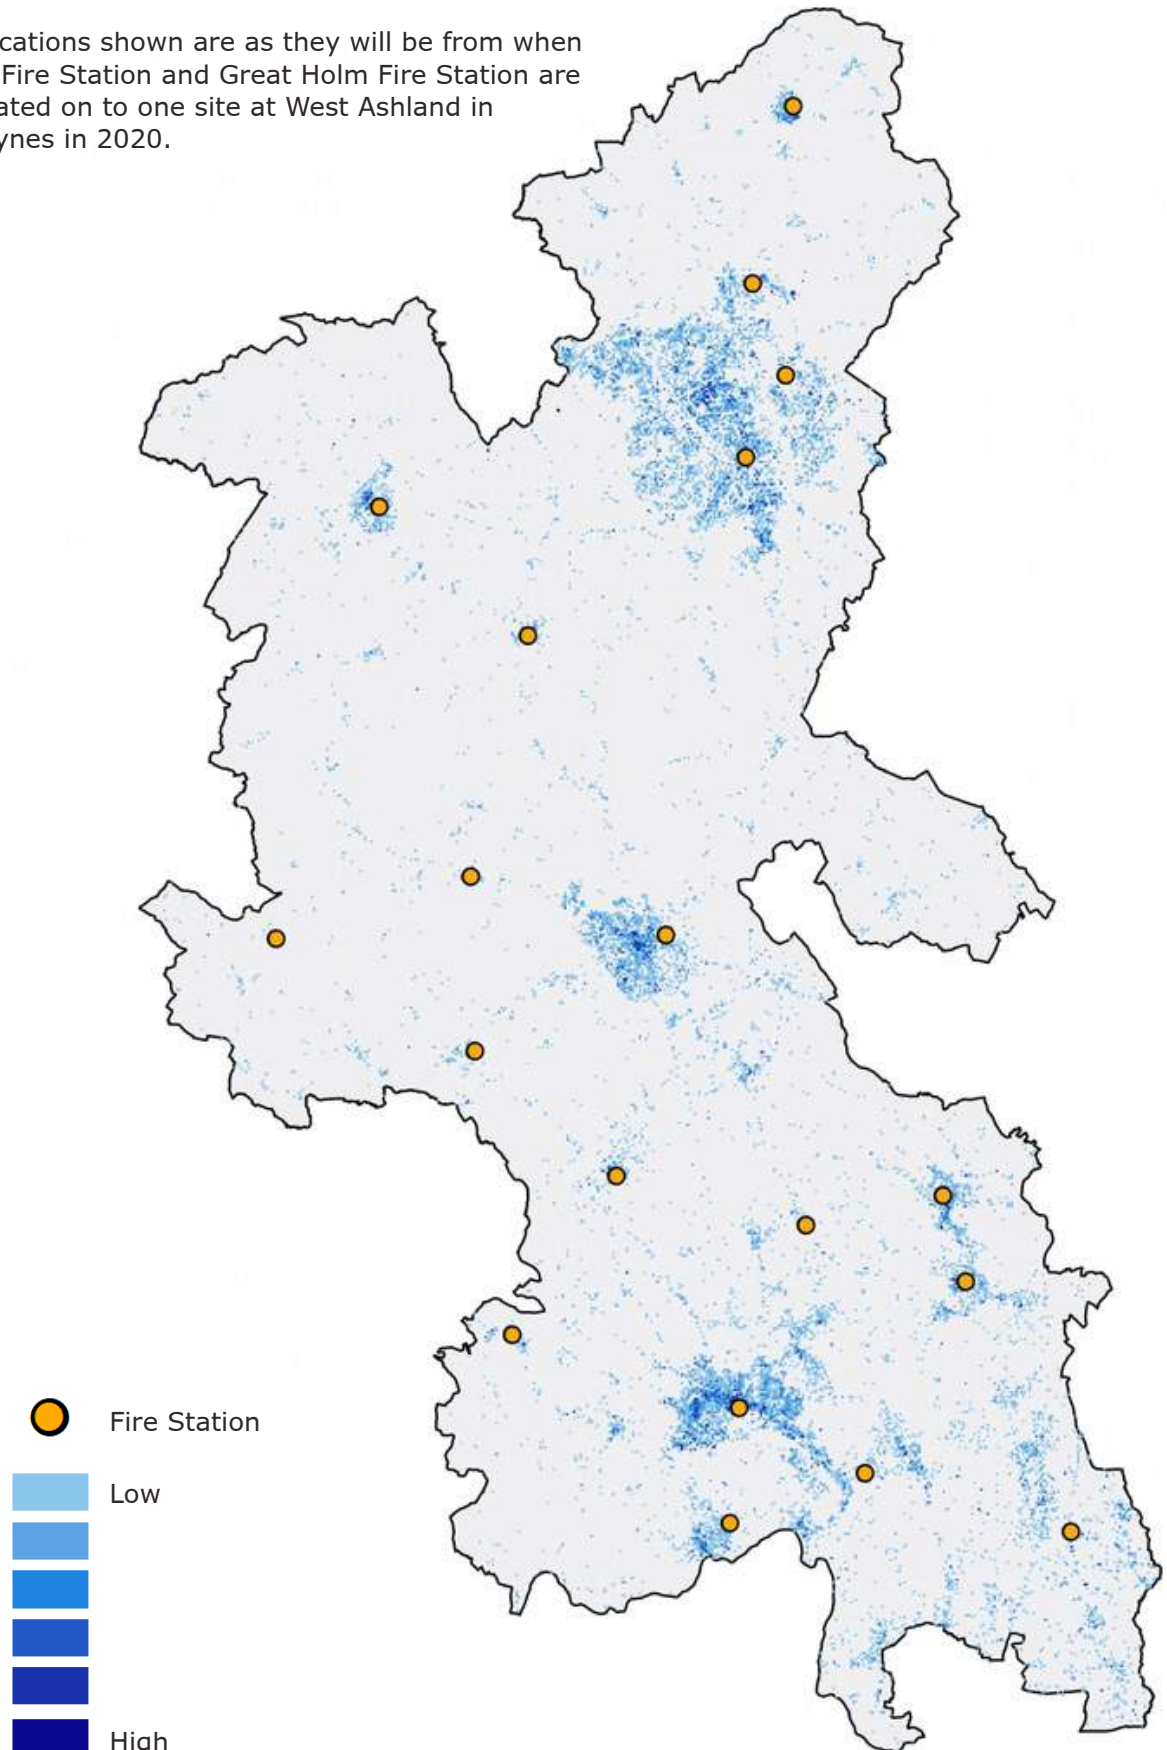 cations shown are as they will be from when
Fire Station and Great Holm Fire Station are
ated on to one site at West Ashland in
ynes in 2020.
Fire Station
Low
High